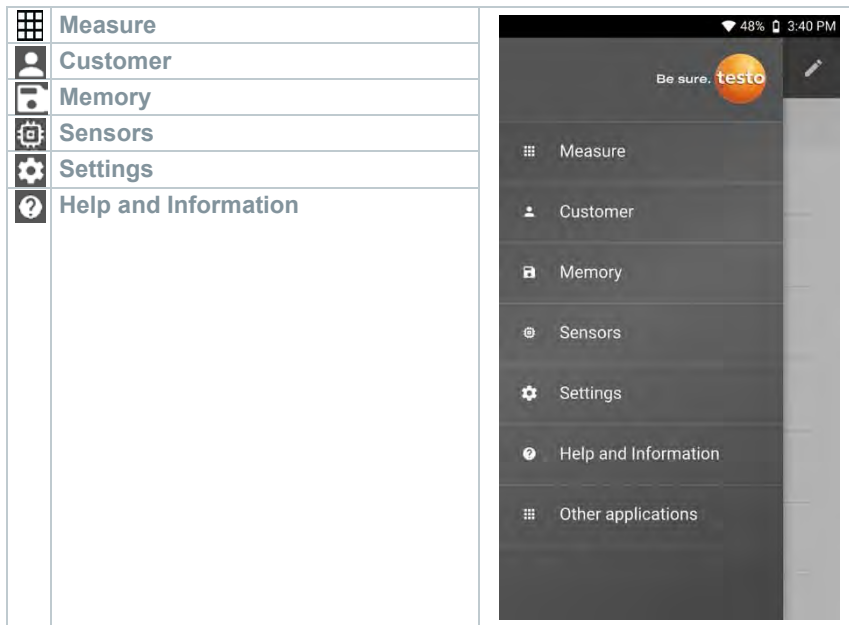 Measure
Customer
Memory
Sensors
Settings
Help and Information
48% 3:40 PM
Be sure. testo
Measure
Customer
Memory
Sensors
Settings
Help and Information
Other applications